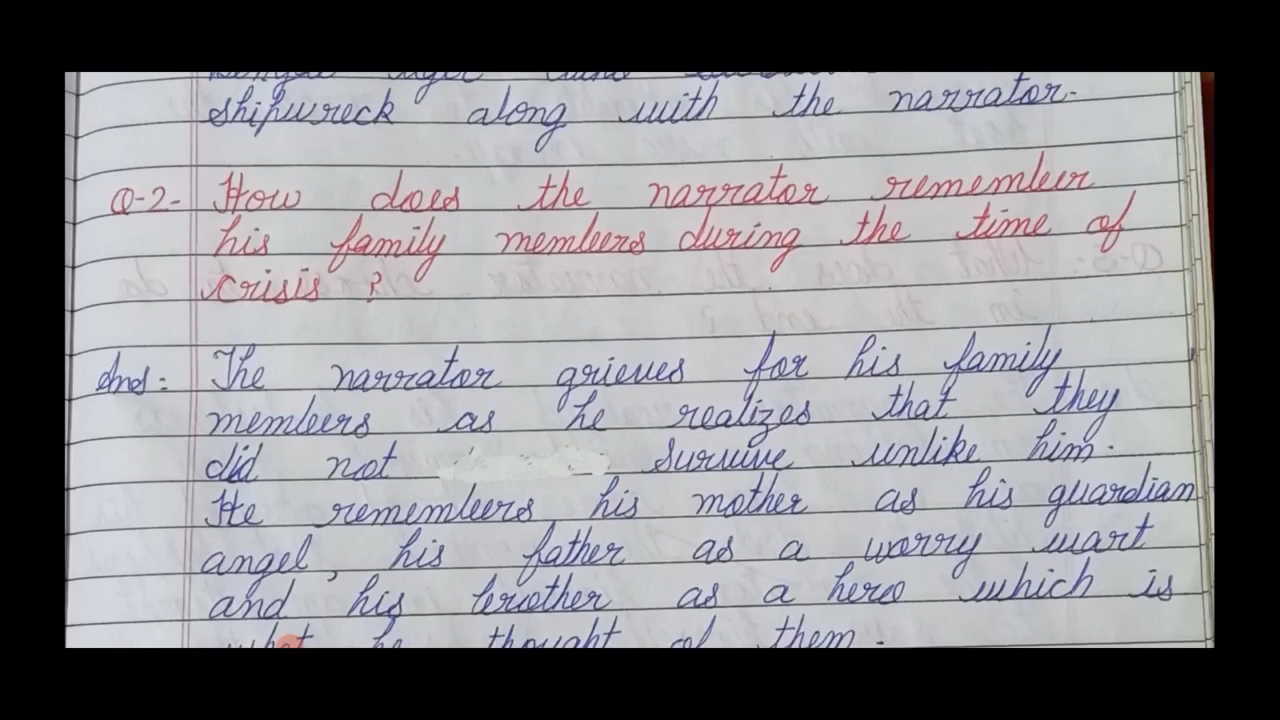 shipwreck along with the narrator.
Q-2- How does the narrator remember
his family members during the time of
crisis ?
Ans: The narrator grieves for his family
members as he realizes that they
did not survive unlike him.
He remembers his mother as his guardian
angel, his father as a worry wart
and his brother as a hero which is
what he thought of them.